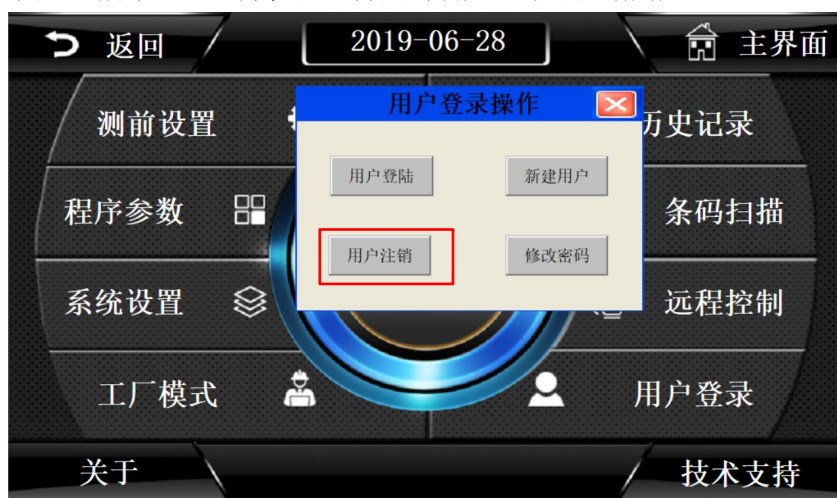 返回
2019-06-28
主界面
用户登录操作
测前设置
历史记录
用户登陆
新建用户
程序参数
条码扫描
用户注销
修改密码
系统设置
远程控制
工厂模式
用户登录
关于
技术支持